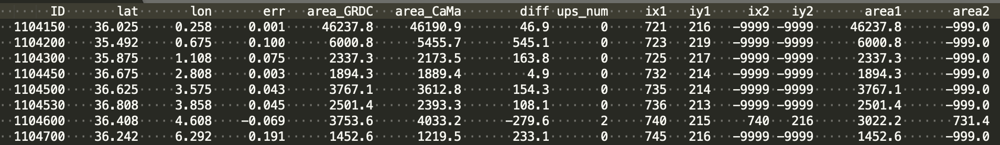 ID lat lon err area_GRDC area_CaMa diff ups_num ix1 iy1 ix2 iy2 area1 area2
1104150 36.025 0.258 0.001 46237.8 46190.9 46.9 0 721 216 -9999 -9999 46237.8 -999.0
1104200 35.492 0.675 0.100 6000.8 5455.7 545.1 0 723 219 -9999 -9999 6000.8 -999.0
1104300 35.875 1.108 0.075 2337.3 2173.5 163.8 0 725 217 -9999 -9999 2337.3 -999.0
1104450 36.675 2.808 0.003 1894.3 1889.4 4.9 0 732 214 -9999 -9999 1894.3 -999.0
1104500 36.625 3.575 0.043 3767.1 3612.8 154.3 0 735 214 -9999 -9999 3767.1 -999.0
1104530 36.808 3.858 0.045 2501.4 2393.3 108.1 0 736 213 -9999 -9999 2501.4 -999.0
1104600 36.408 4.608 -0.069 3753.6 4033.2 -279.6 2 740 215 740 216 3022.2 731.4
1104700 36.242 6.292 0.191 1452.6 1219.5 233.1 0 745 216 -9999 -9999 1452.6 -999.0